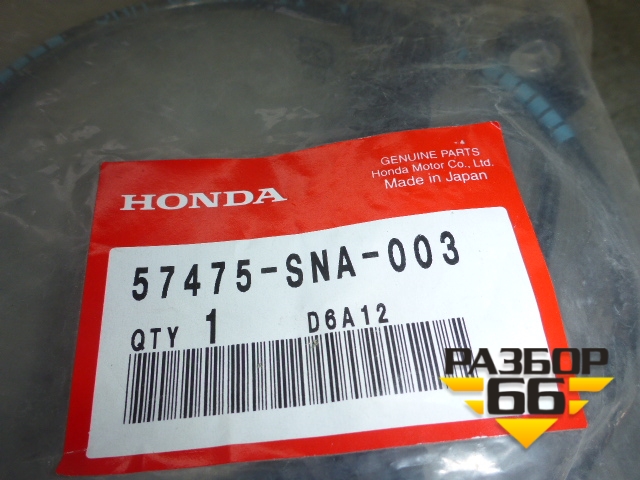 GENUINE PARTS
Honda Motor Co., Ltd.
Made in Japan
HONDA
57475-SNA-003
QTY 1 D6A12
РАЗБОР
66